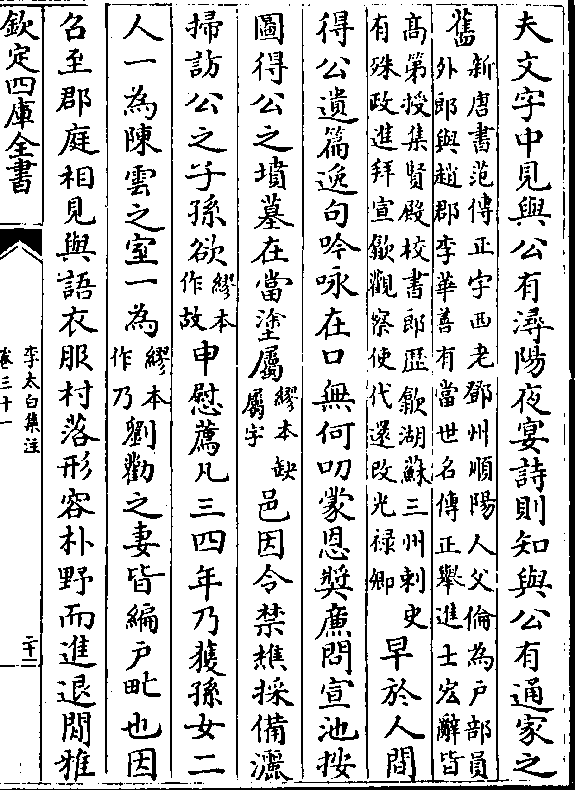 夫文字中見與公有潯陽夜宴詩則知與公有通家之
舊
新唐書范傳正字西老鄧州順陽人父倫為戶部員
外郎與趙郡李華善有當世名傳正舉進士宏辭皆
髙第授集賢殿校書郎歴歙湖蘇三州刺史
有殊政進拜宣歙觀察使代還改光禄卿
早於人間
得公遺篇逸句吟咏在口無何叨蒙恩奬廉問宣池按
圖得公之墳墓在當塗屬
繆本缺
屬字
邑因令禁樵採備灑
掃訪公之子孫欲
繆本
作故
申慰薦凡三四年乃獲孫女二
人一為陳雲之室一為
繆本
作乃
劉勸之妻皆編戶甿也因
召至郡庭相見與語衣服村落形容朴野而進退閒雅
欽定四庫全書
李太白集注
卷三十一
二十二